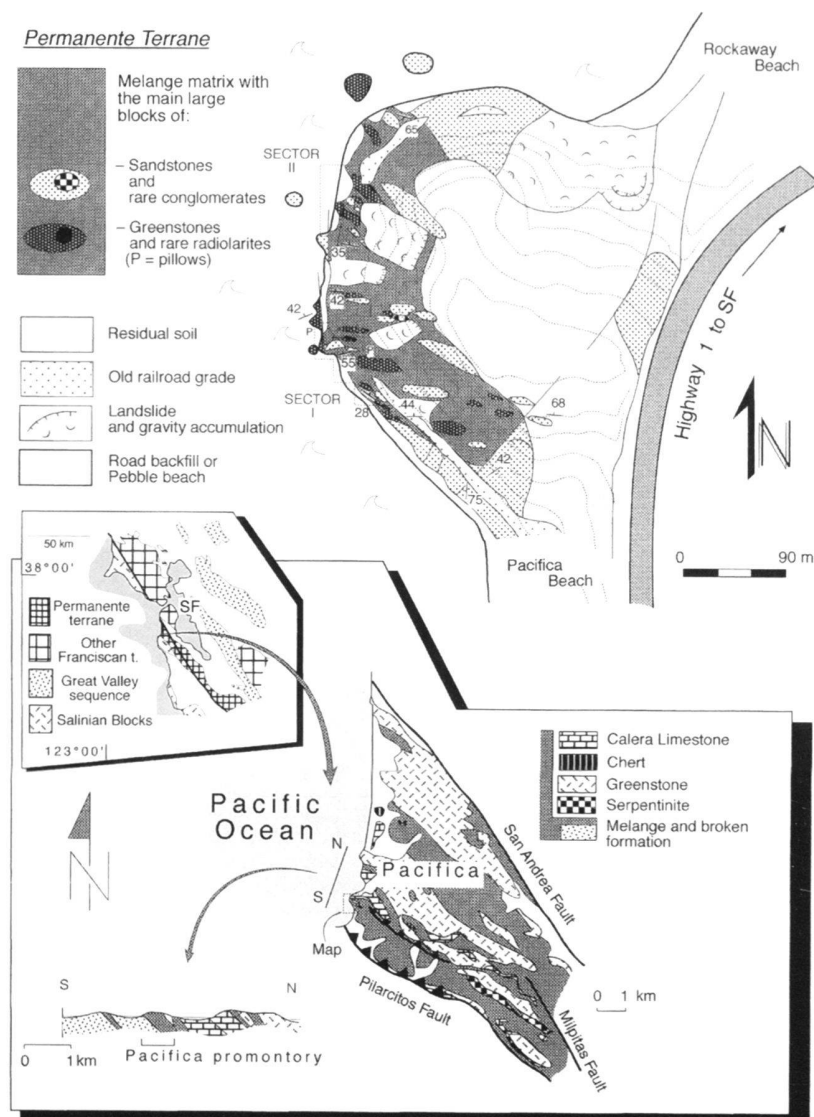 Permanente Terrane
Melange matrix with
the main large
blocks of:
– Sandstones
and
rare conglomerates
– Greenstones
and rare radiolarites
(P = pillows)
Residual soil
Old railroad grade
Landslide
and gravity accumulation
Road backfill or
Pebble beach
Rockaway
Beach
SECTOR
II
65
35
42
42
P
55
SECTOR
I
28
44
68
42
75
Highway 1 to SF
N
Pacifica
Beach
0 90 m
50 km
38°00'
SF
Permanente
terrane
Other
Franciscan t.
Great Valley
sequence
Salinian Blocks
123°00'
Calera Limestone
Chert
Greenstone
Serpentinite
Melange and broken
formation
N
Pacific
Ocean
N
S
Pacifica
Map
San Andrea Fault
Pilarcitos Fault
Milpitas Fault
0 1 km
S N
0 1km
Pacifica promontory